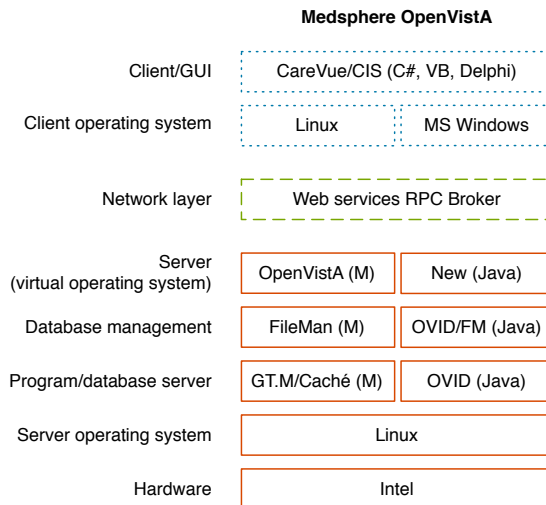 Medsphere OpenVistA
Client/GUI
CareVue/CIS (C#, VB, Delphi)
Client operating system
Linux
MS Windows
Network layer
Web services RPC Broker
Server
(virtual operating system)
OpenVistA (M)
New (Java)
Database management
FileMan (M)
OVID/FM (Java)
Program/database server
GT.M/Caché (M)
OVID (Java)
Server operating system
Linux
Hardware
Intel